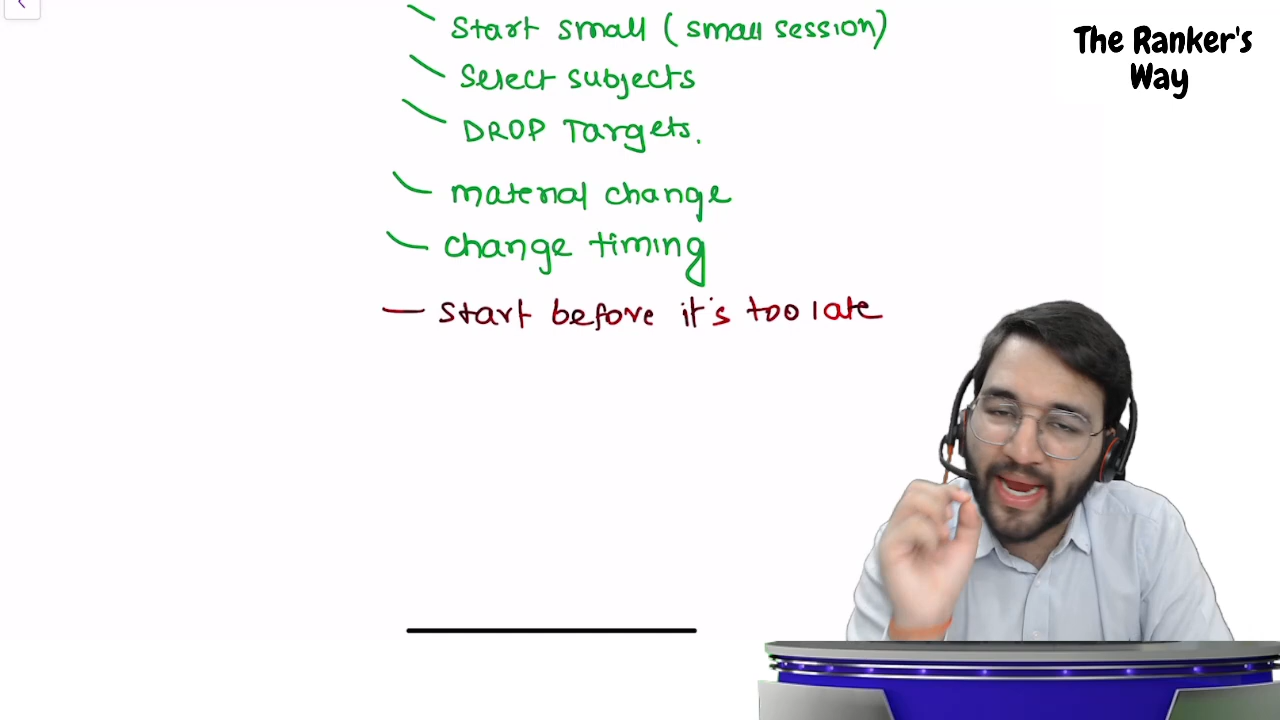 Start small (small session)
Select subjects
DROP Targets.
material change
change timing
Start before it's too late
The Ranker's
Way